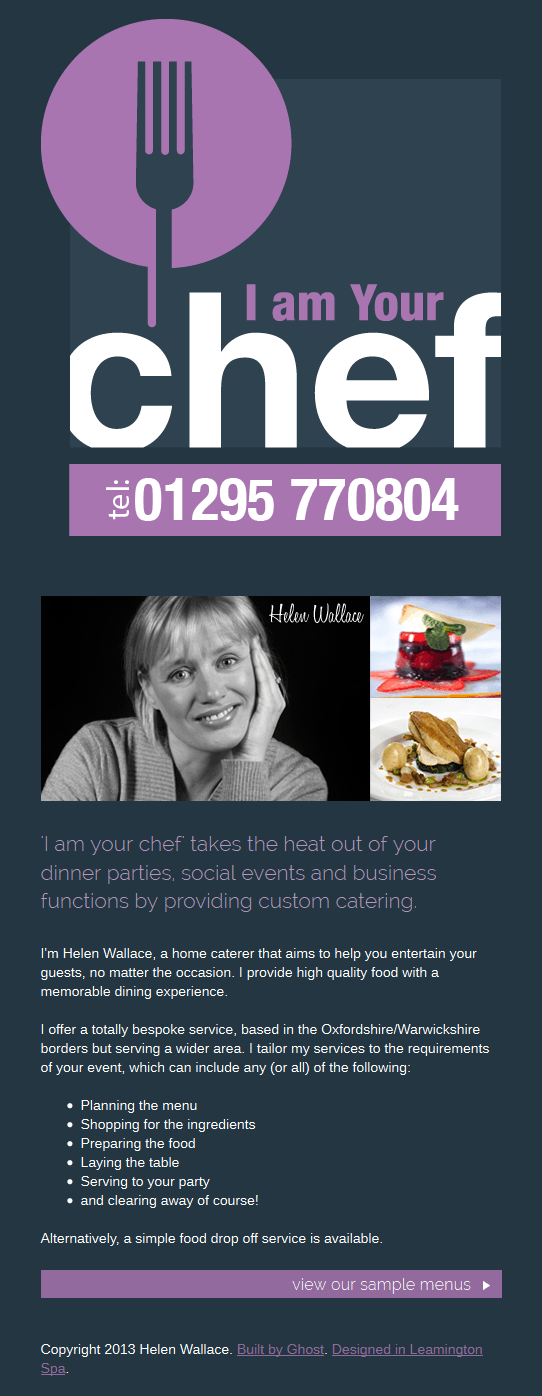 I am Your
chef
tel: 01295 770804
Helen Wallace
'I am your chef' takes the heat out of your
dinner parties, social events and business
functions by providing custom catering.
I'm Helen Wallace, a home caterer that aims to help you entertain your
guests, no matter the occasion. I provide high quality food with a
memorable dining experience.
I offer a totally bespoke service, based in the Oxfordshire/Warwickshire
borders but serving a wider area. I tailor my services to the requirements
of your event, which can include any (or all) of the following:
• Planning the menu
• Shopping for the ingredients
• Preparing the food
• Laying the table
• Serving to your party
• and clearing away of course!
Alternatively, a simple food drop off service is available.
view our sample menus
Copyright 2013 Helen Wallace. Built by Ghost. Designed in Leamington
Spa.